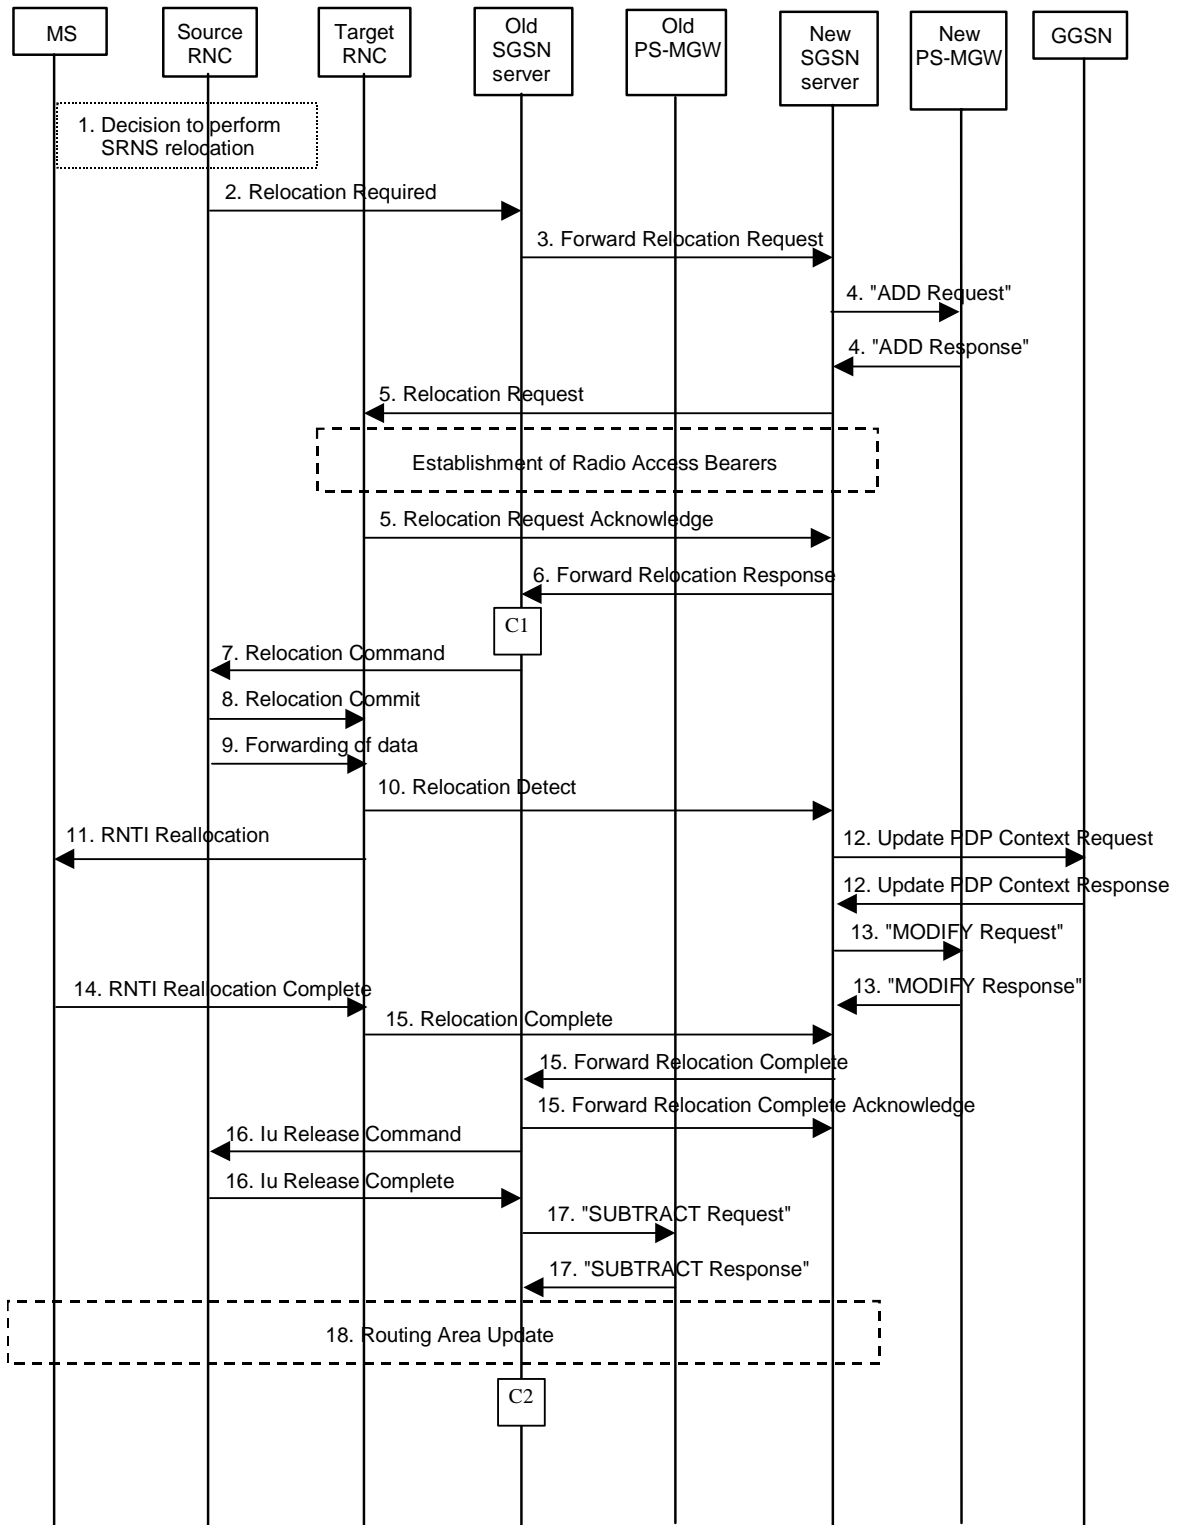 MS
Source
RNC
Target
RNC
Old
SGSN
server
Old
PS-MGW
New
SGSN
server
New
PS-MGW
GGSN
1. Decision to perform
SRNS relocation
2. Relocation Required
3. Forward Relocation Request
4. "ADD Request"
4. "ADD Response"
5. Relocation Request
Establishment of Radio Access Bearers
5. Relocation Request Acknowledge
6. Forward Relocation Response
C1
7. Relocation Command
8. Relocation Commit
9. Forwarding of data
10. Relocation Detect
11. RNTI Reallocation
12. Update PDP Context Request
12. Update PDP Context Response
13. "MODIFY Request"
14. RNTI Reallocation Complete
13. "MODIFY Response"
15. Relocation Complete
15. Forward Relocation Complete
15. Forward Relocation Complete Acknowledge
16. Iu Release Command
16. Iu Release Complete
17. "SUBTRACT Request"
17. "SUBTRACT Response"
18. Routing Area Update
C2